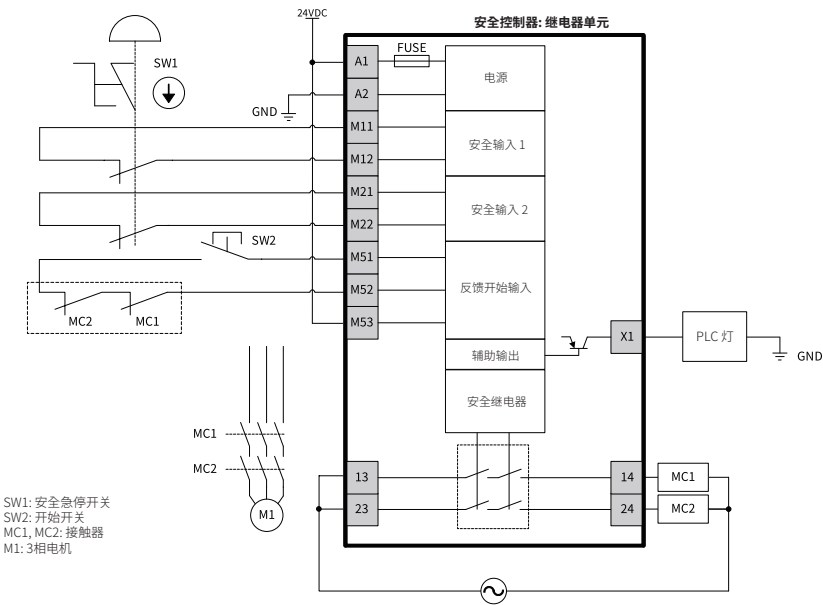 24VDC
安全控制器: 继电器单元
SW1
A1
FUSE
电源
A2
GND
M11
安全输入 1
M12
M21
安全输入 2
M22
SW2
M51
反馈开始输入
M52
MC2
MC1
M53
X1
PLC 灯
GND
辅助输出
安全继电器
MC1
MC2
13
14
MC1
23
24
MC2
M1
SW1: 安全急停开关
SW2: 开始开关
MC1, MC2: 接触器
M1: 3相电机